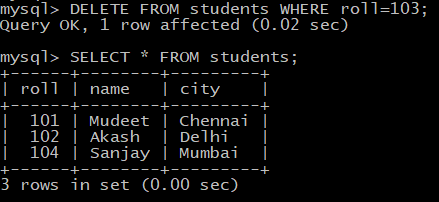 mysql> DELETE FROM students WHERE roll=103;
Query OK, 1 row affected (0.02 sec)
mysql> SELECT * FROM students;
+------+--------+---------+
| roll | name   | city    |
+------+--------+---------+
|  101 | Mudeet | Chennai |
|  102 | Akash  | Delhi   |
|  104 | Sanjay | Mumbai  |
+------+--------+---------+
3 rows in set (0.00 sec)